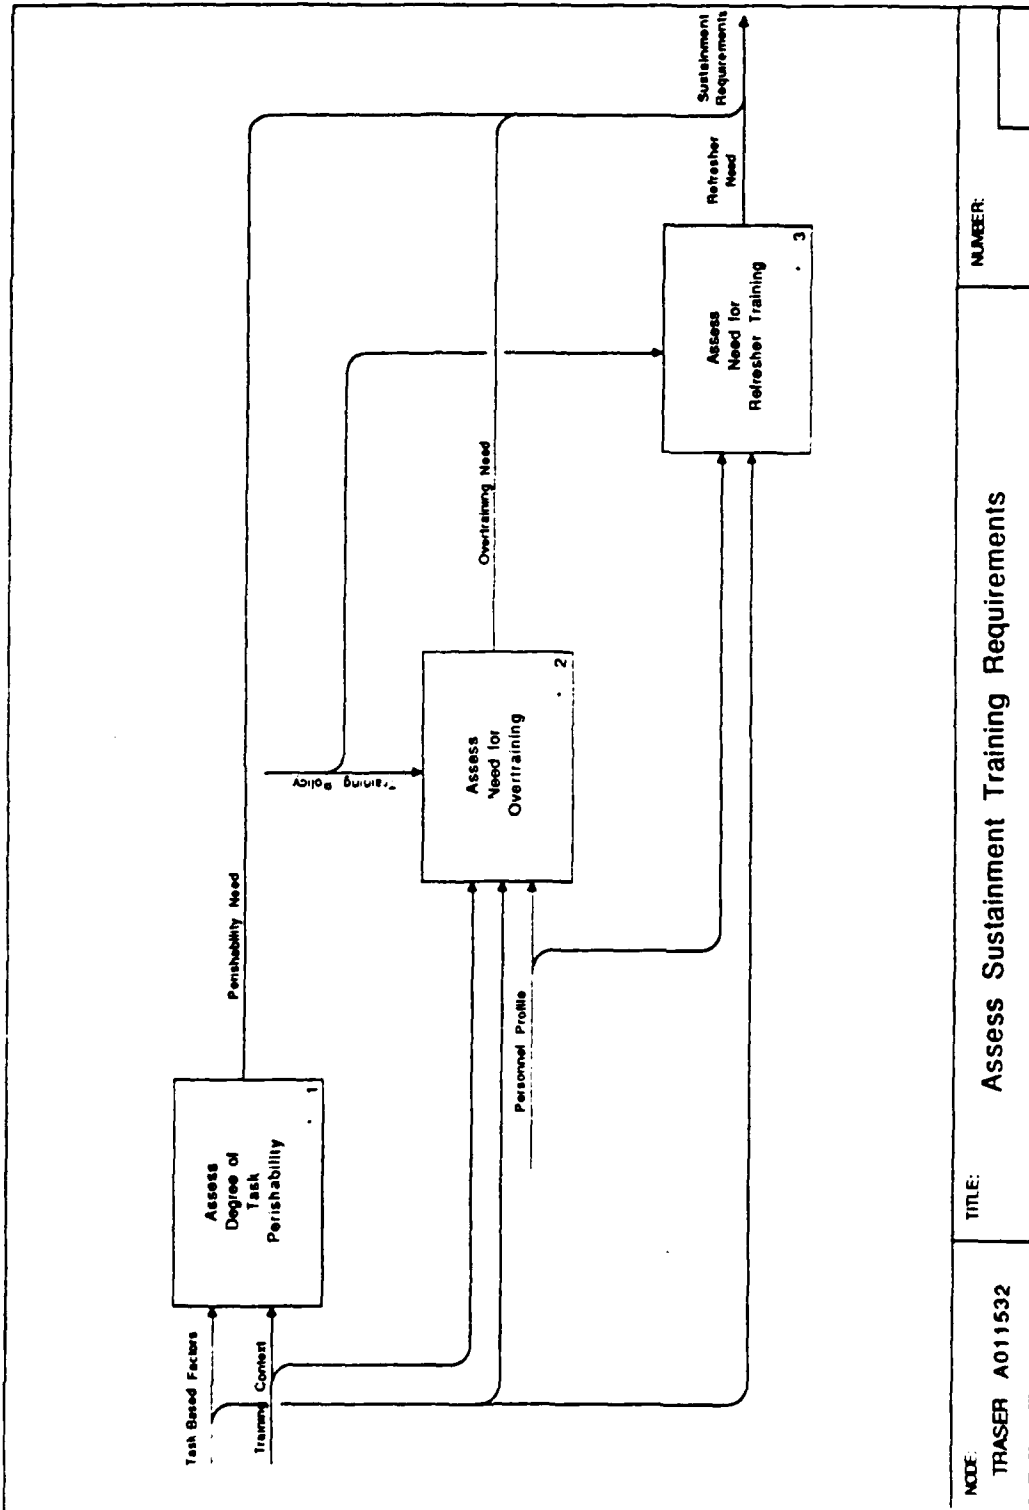 Task Based Factors
Training Context
Assess
Degree of
Task
Perishability
1
Perishability Need
Training Policy
Personnel Profile
Assess
Need for
Overtraining
2
Overtraining Need
Assess
Need for
Refresher Training
3
Refresher
Need
Sustainment
Requirements
NODE:
TRASER A011532
TITLE:
Assess Sustainment Training Requirements
NUMBER: